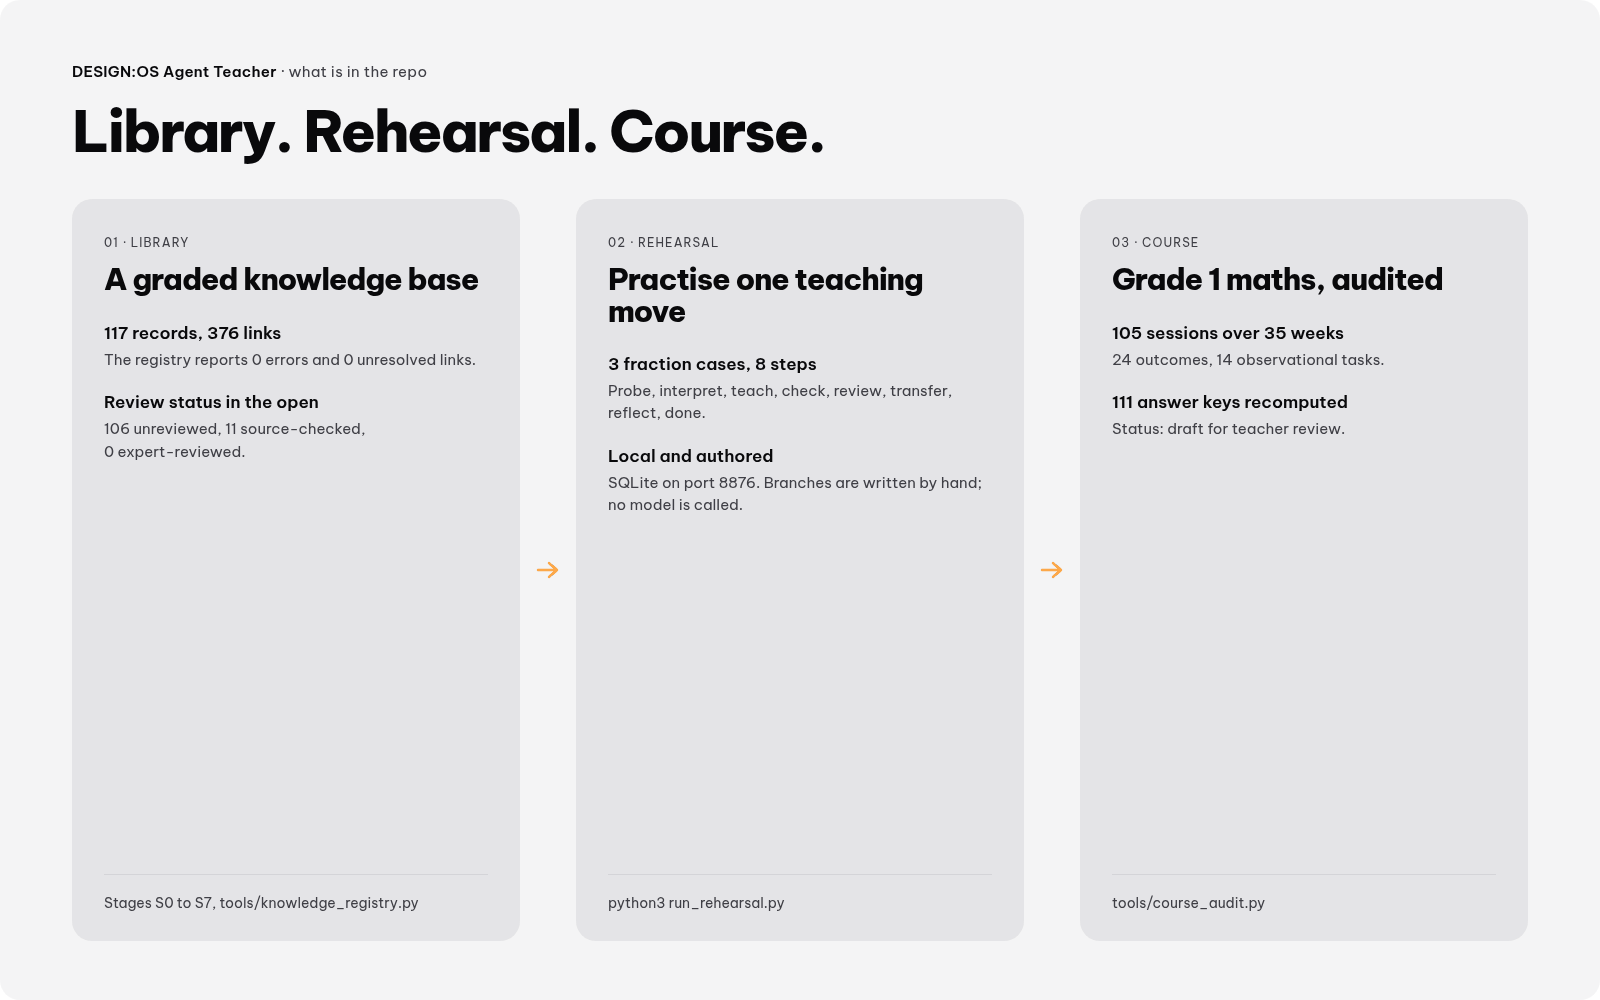 DESIGN:OS Agent Teacher · what is in the repo
Library. Rehearsal. Course.
01 · LIBRARY
A graded knowledge base
117 records, 376 links
The registry reports 0 errors and 0 unresolved links.
Review status in the open
106 unreviewed, 11 source-checked,
0 expert-reviewed.
Stages S0 to S7, tools/knowledge_registry.py
02 · REHEARSAL
Practise one teaching
move
3 fraction cases, 8 steps
Probe, interpret, teach, check, review, transfer,
reflect, done.
Local and authored
SQLite on port 8876. Branches are written by hand;
no model is called.
python3 run_rehearsal.py
03 · COURSE
Grade 1 maths, audited
105 sessions over 35 weeks
24 outcomes, 14 observational tasks.
111 answer keys recomputed
Status: draft for teacher review.
tools/course_audit.py